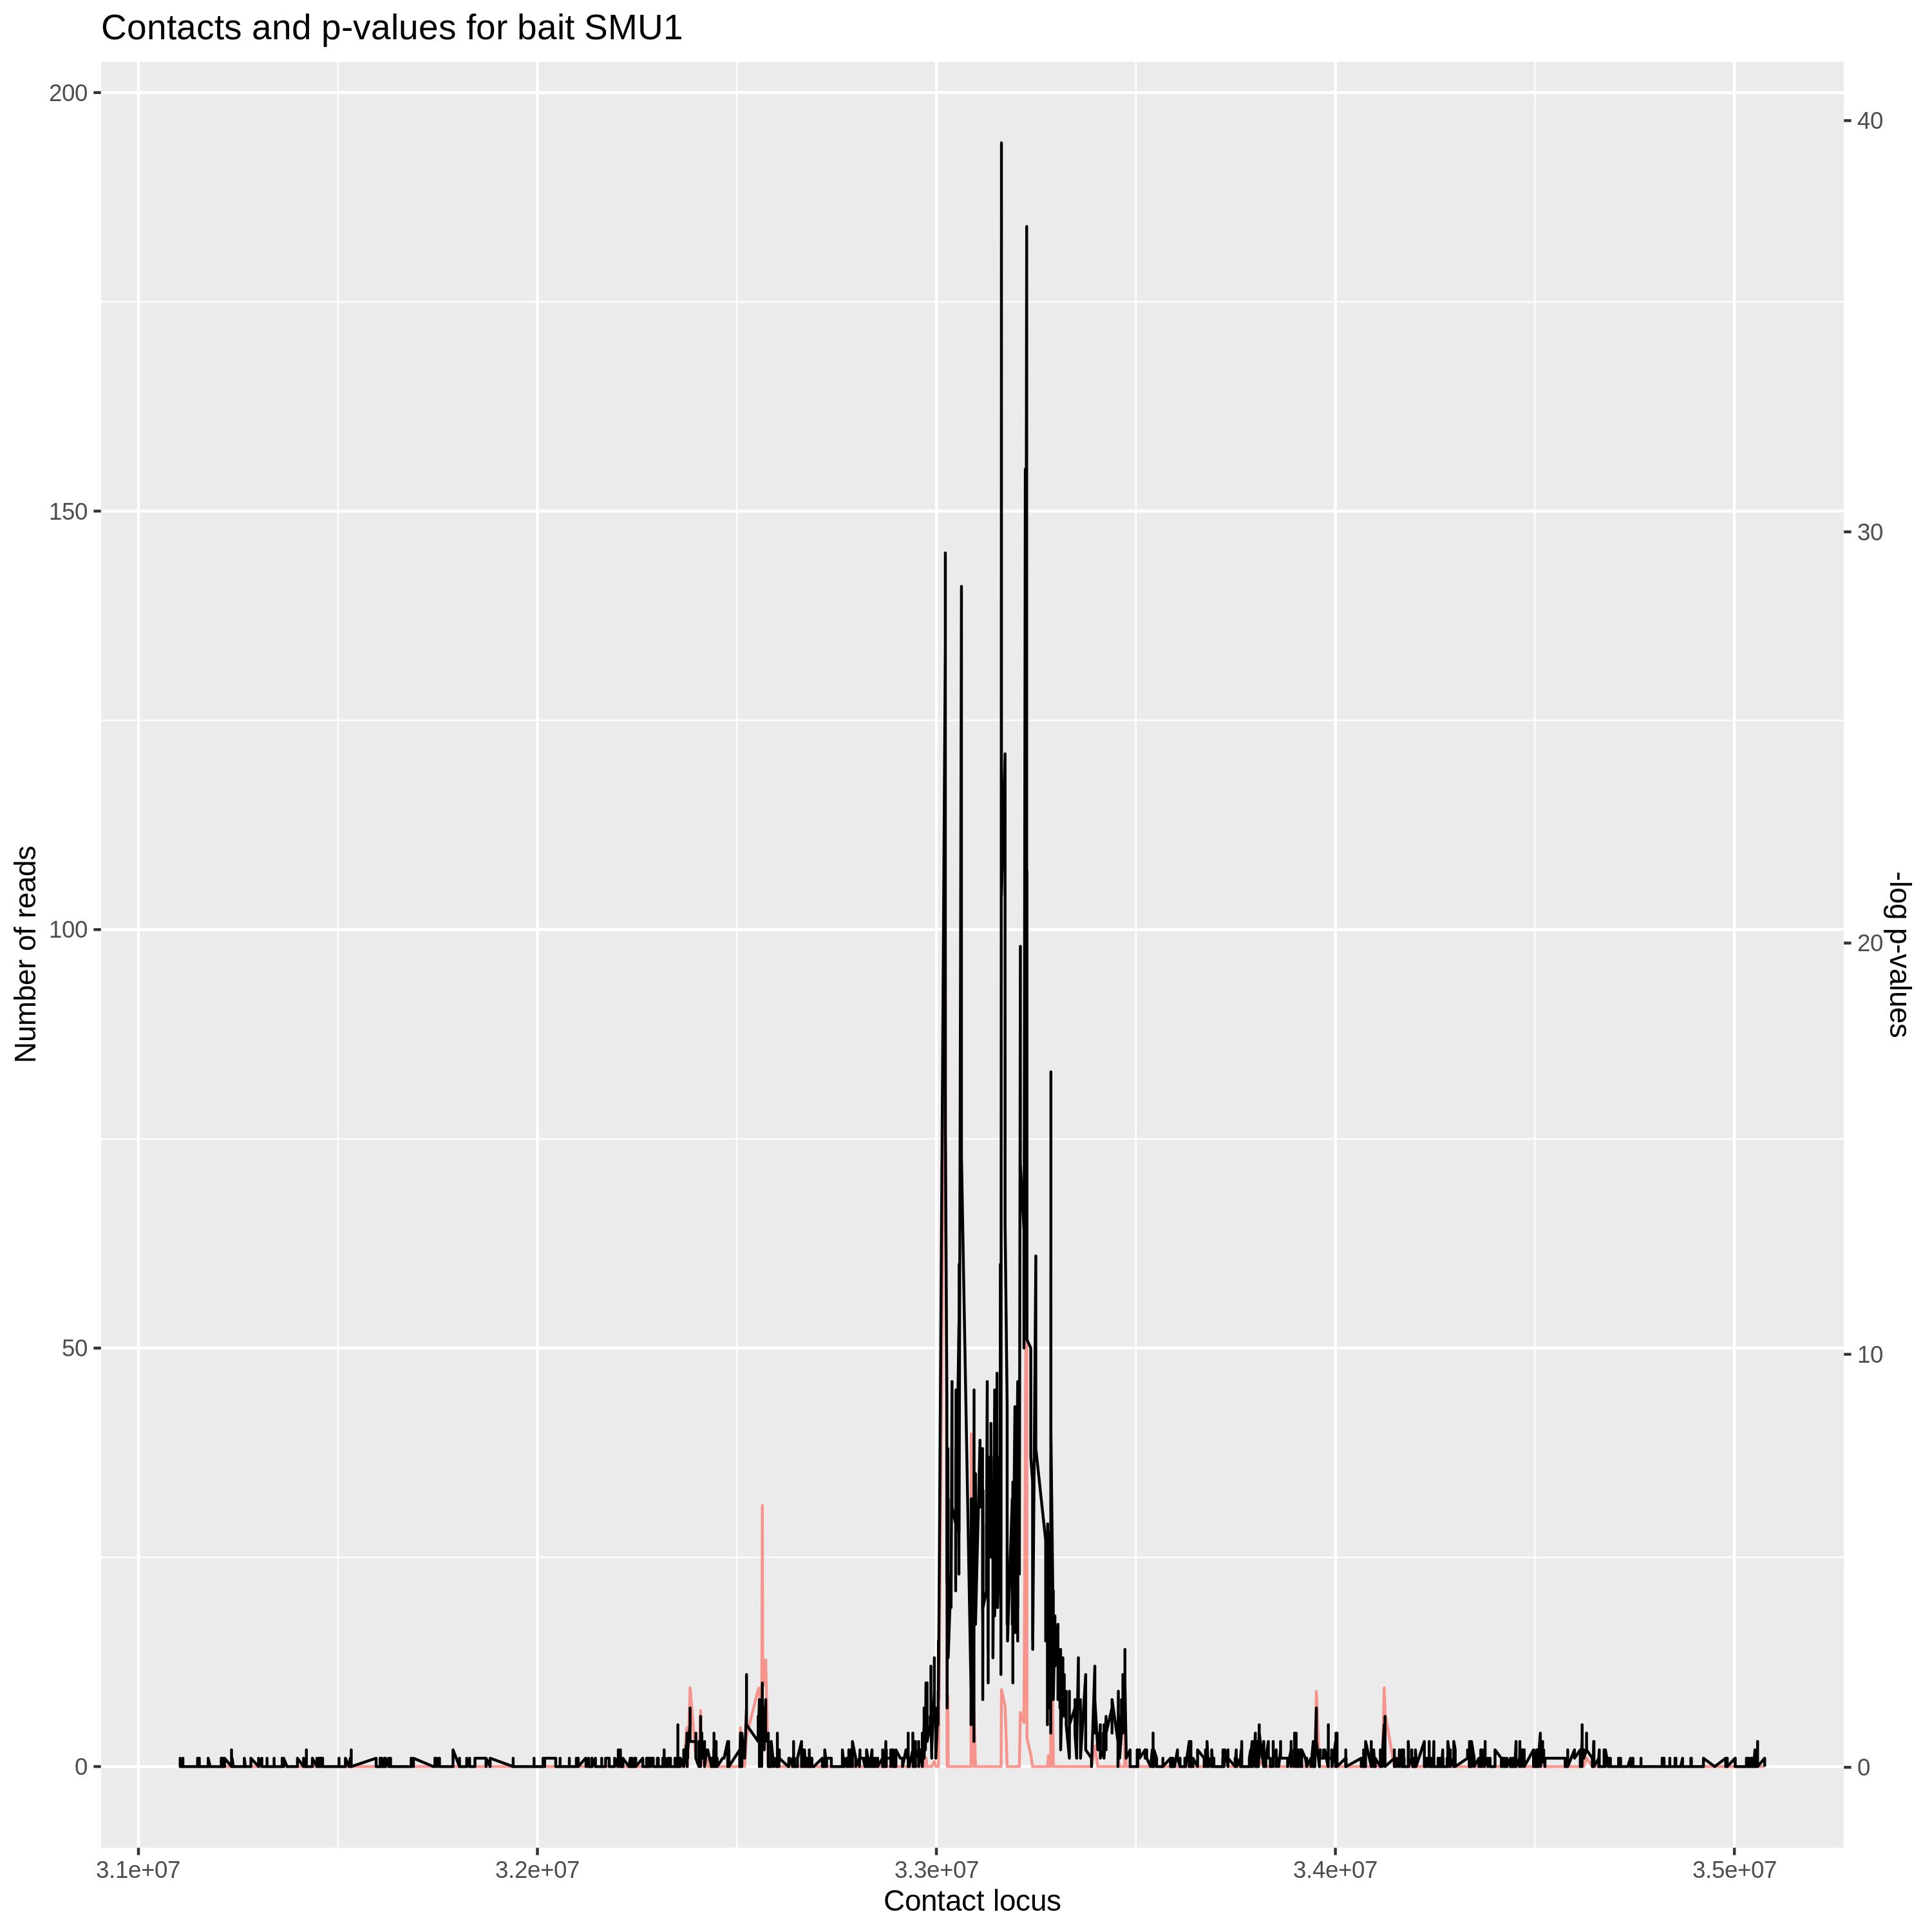 Contacts and p-values for bait SMU1
200
150
100
50
0
40
30
20
10
0
Number of reads
-log p-values
3.1e+07 3.2e+07 3.3e+07 3.4e+07 3.5e+07
Contact locus